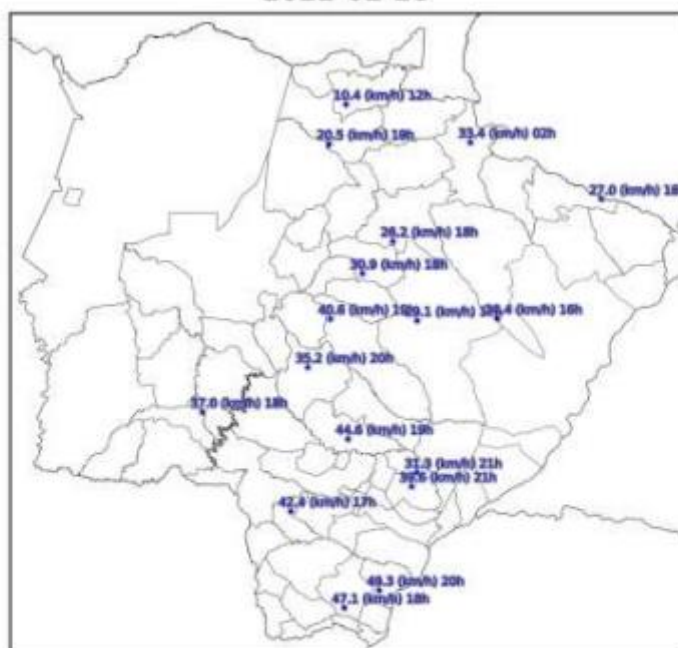 10.4 (km/h) 12h
20.5 (km/h) 19h
33.4 (km/h) 02h
27.0 (km/h)
26.2 (km/h) 18h
30.9 (km/h) 18h
40.6 (km/h)
(km/h) 16h
35.2 (km/h) 20h
37.0 (km/h) 18h
44.6 (km/h) 19h
(km/h) 21h
(km/h) 21h
42.4 (km/h) 17h
(km/h) 20h
47.1 (km/h) 18h